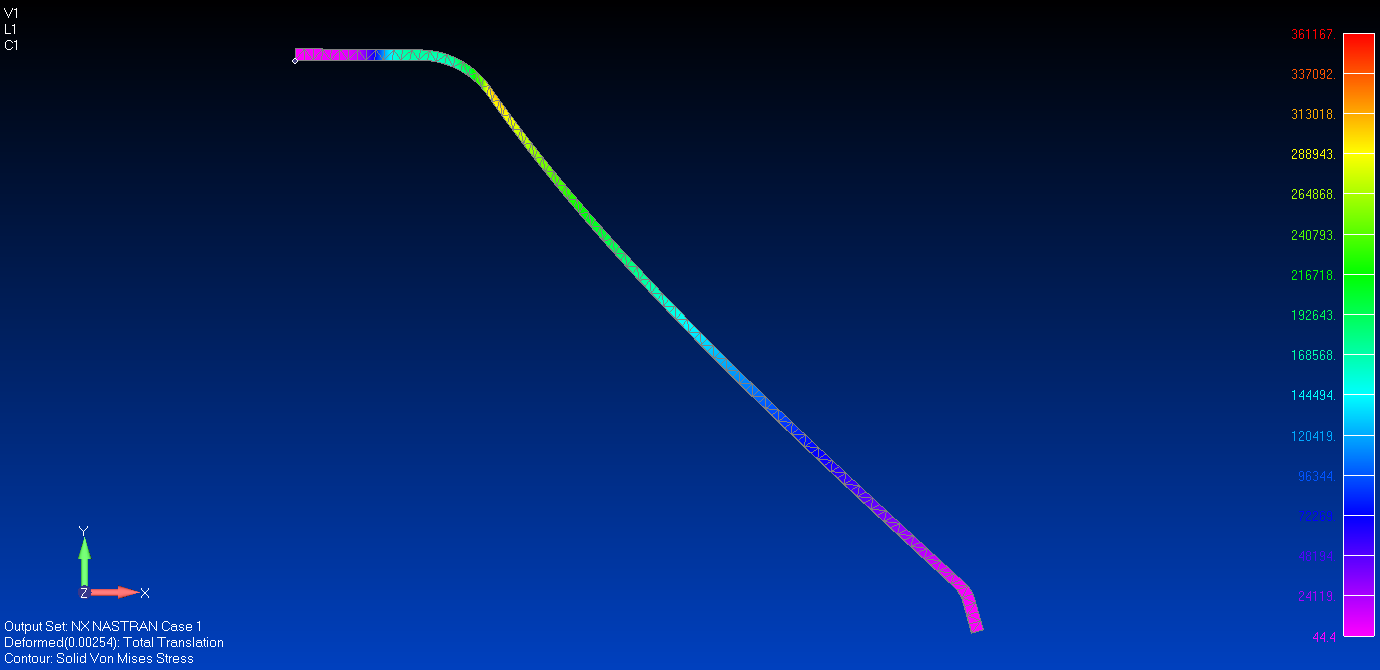 V1
L1
C1
361167.
337092.
313018.
288943.
264868.
240793.
216718.
192643.
168568.
144494.
120419.
96344.
72269.
24119.
44.4
Y
Z X
Output Set: NX NASTRAN Case 1
Deformed(0.00254): Total Translation
Contour: Solid Von Mises Stress